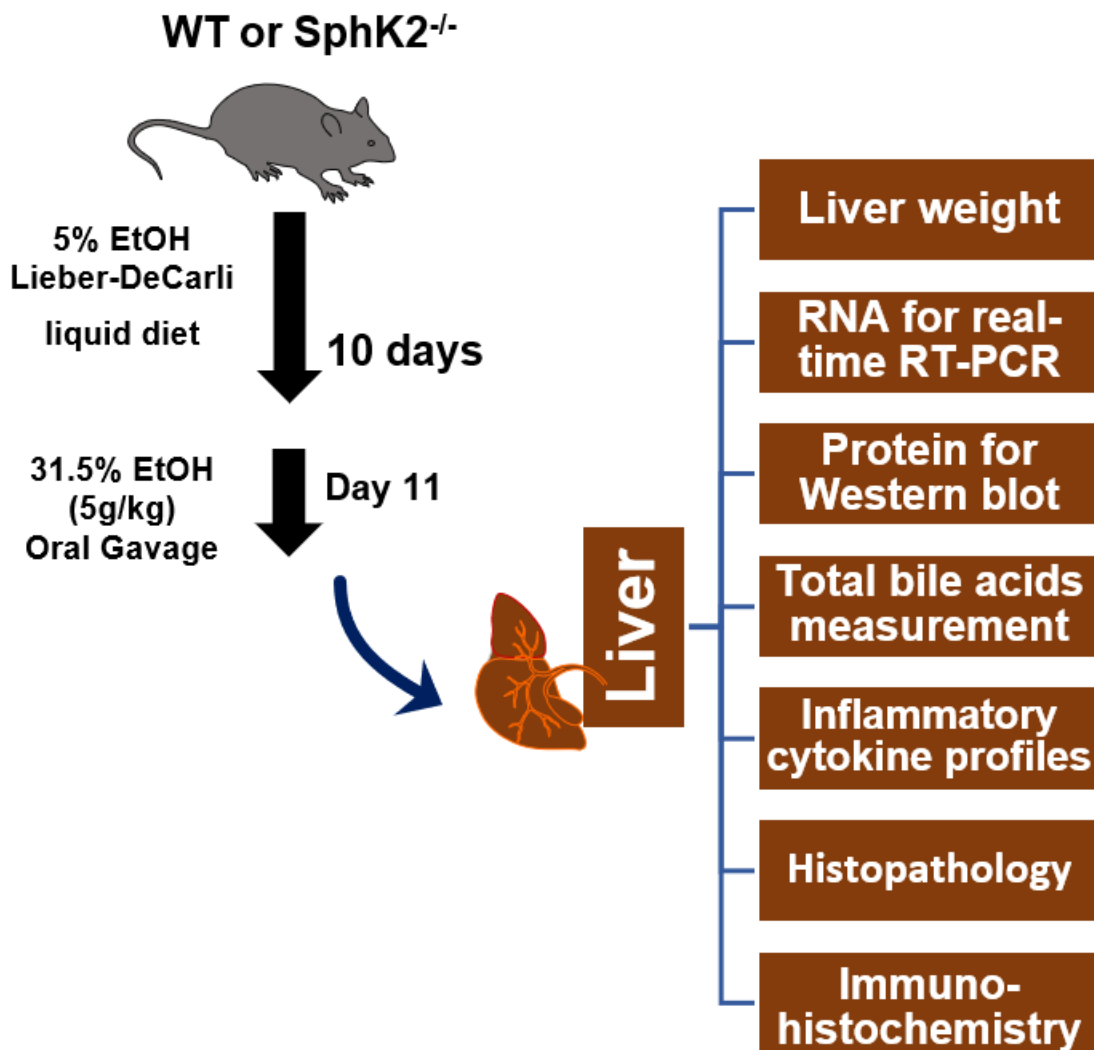 WT or SphK2-/-
5% EtOH
Lieber-DeCarli
liquid diet
10 days
31.5% EtOH
(5g/kg)
Oral Gavage
Day 11
Liver
Liver weight
RNA for real-
time RT-PCR
Protein for
Western blot
Total bile acids
measurement
Inflammatory
cytokine profiles
Histopathology
Immuno-
histochemistry